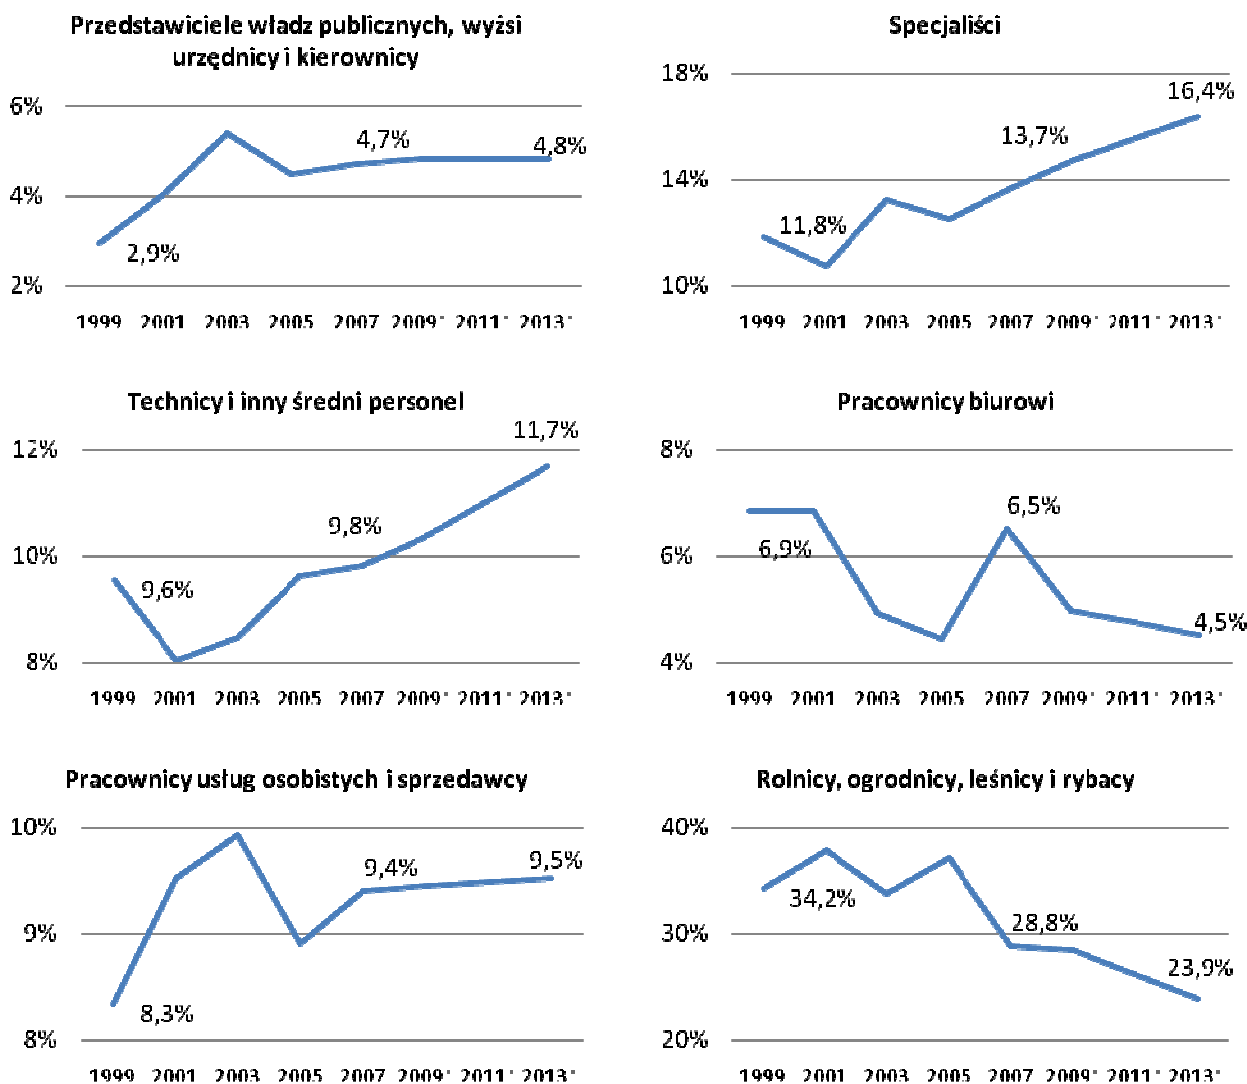 Przedstawiciele władz publicznych, wyżsi
urzędnicy i kierownicy
6%
4%
2%
4,7%
4,8%
2,9%
1999 2001 2003 2005 2007 2009* 2011* 2013*
Specjaliści
18%
14%
10%
16,4%
13,7%
11,8%
1999 2001 2003 2005 2007 2009* 2011* 2013*
Technicy i inny średni personel
12%
10%
8%
11,7%
9,8%
9,6%
1999 2001 2003 2005 2007 2009* 2011* 2013*
Pracownicy biurowi
8%
6%
4%
6,5%
6,9%
4,5%
1999 2001 2003 2005 2007 2009* 2011* 2013*
Pracownicy usług osobistych i sprzedawcy
10%
9%
8%
9,4%
9,5%
8,3%
1999 2001 2003 2005 2007 2009* 2011* 2013*
Rolnicy, ogrodnicy, leśnicy i rybacy
40%
30%
20%
34,2%
28,8%
23,9%
1999 2001 2003 2005 2007 2009* 2011* 2013*